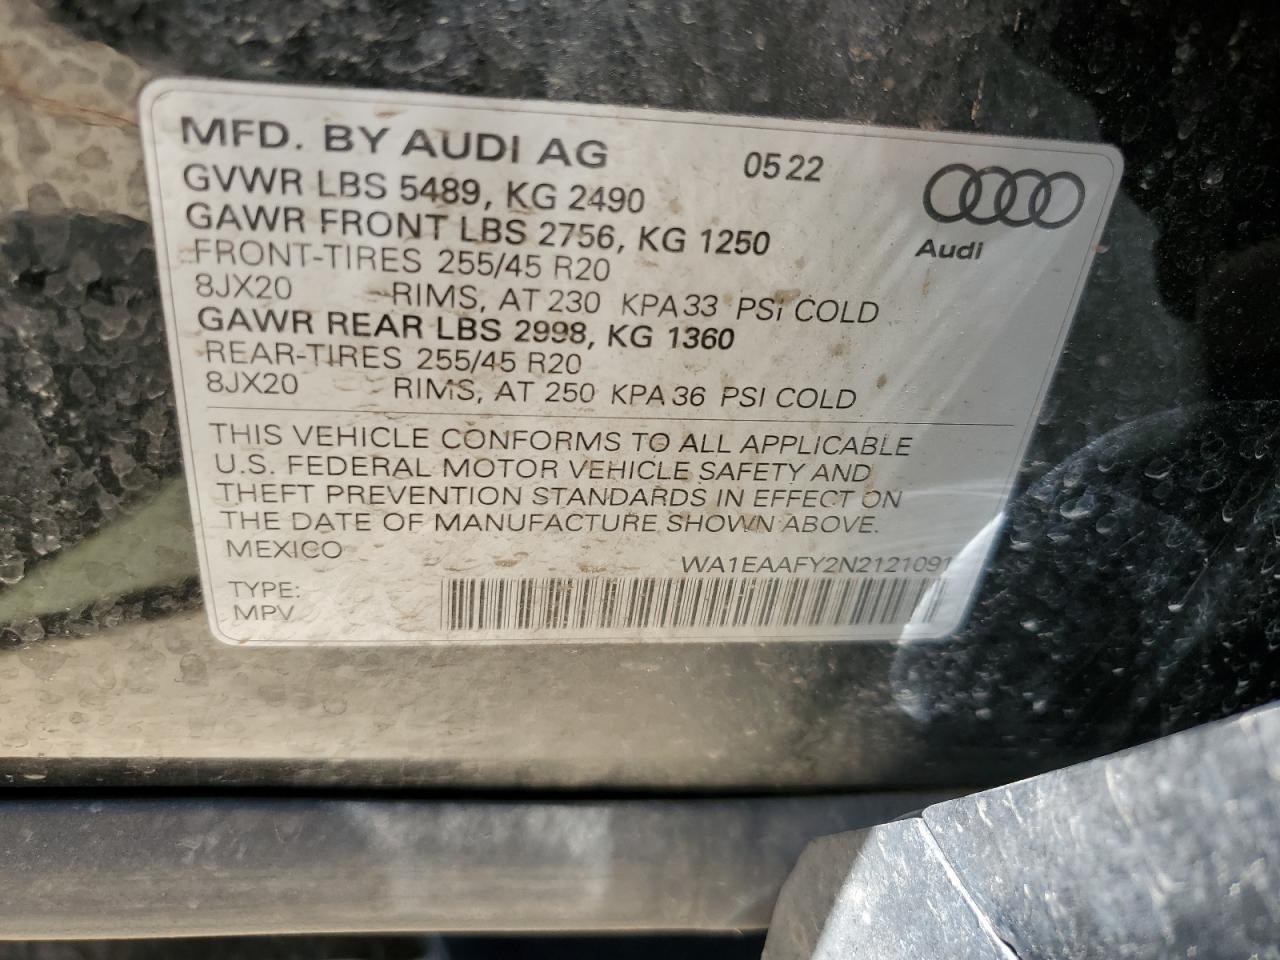 MFD. BY AUDI AG 0522
GVWR LBS 5489, KG 2490
GAWR FRONT LBS 2756, KG 1250
Audi
FRONT-TIRES 255/45 R20
8JX20 RIMS, AT 230 KPA 33 PSI COLD
GAWR REAR LBS 2998, KG 1360
REAR-TIRES 255/45 R20
8JX20 RIMS, AT 250 KPA 36 PSI COLD
THIS VEHICLE CONFORMS TO ALL APPLICABLE
U.S. FEDERAL MOTOR VEHICLE SAFETY AND
THEFT PREVENTION STANDARDS IN EFFECT ON
THE DATE OF MANUFACTURE SHOWN ABOVE.
MEXICO WA1EAAFY2N2121091
TYPE:
MPV